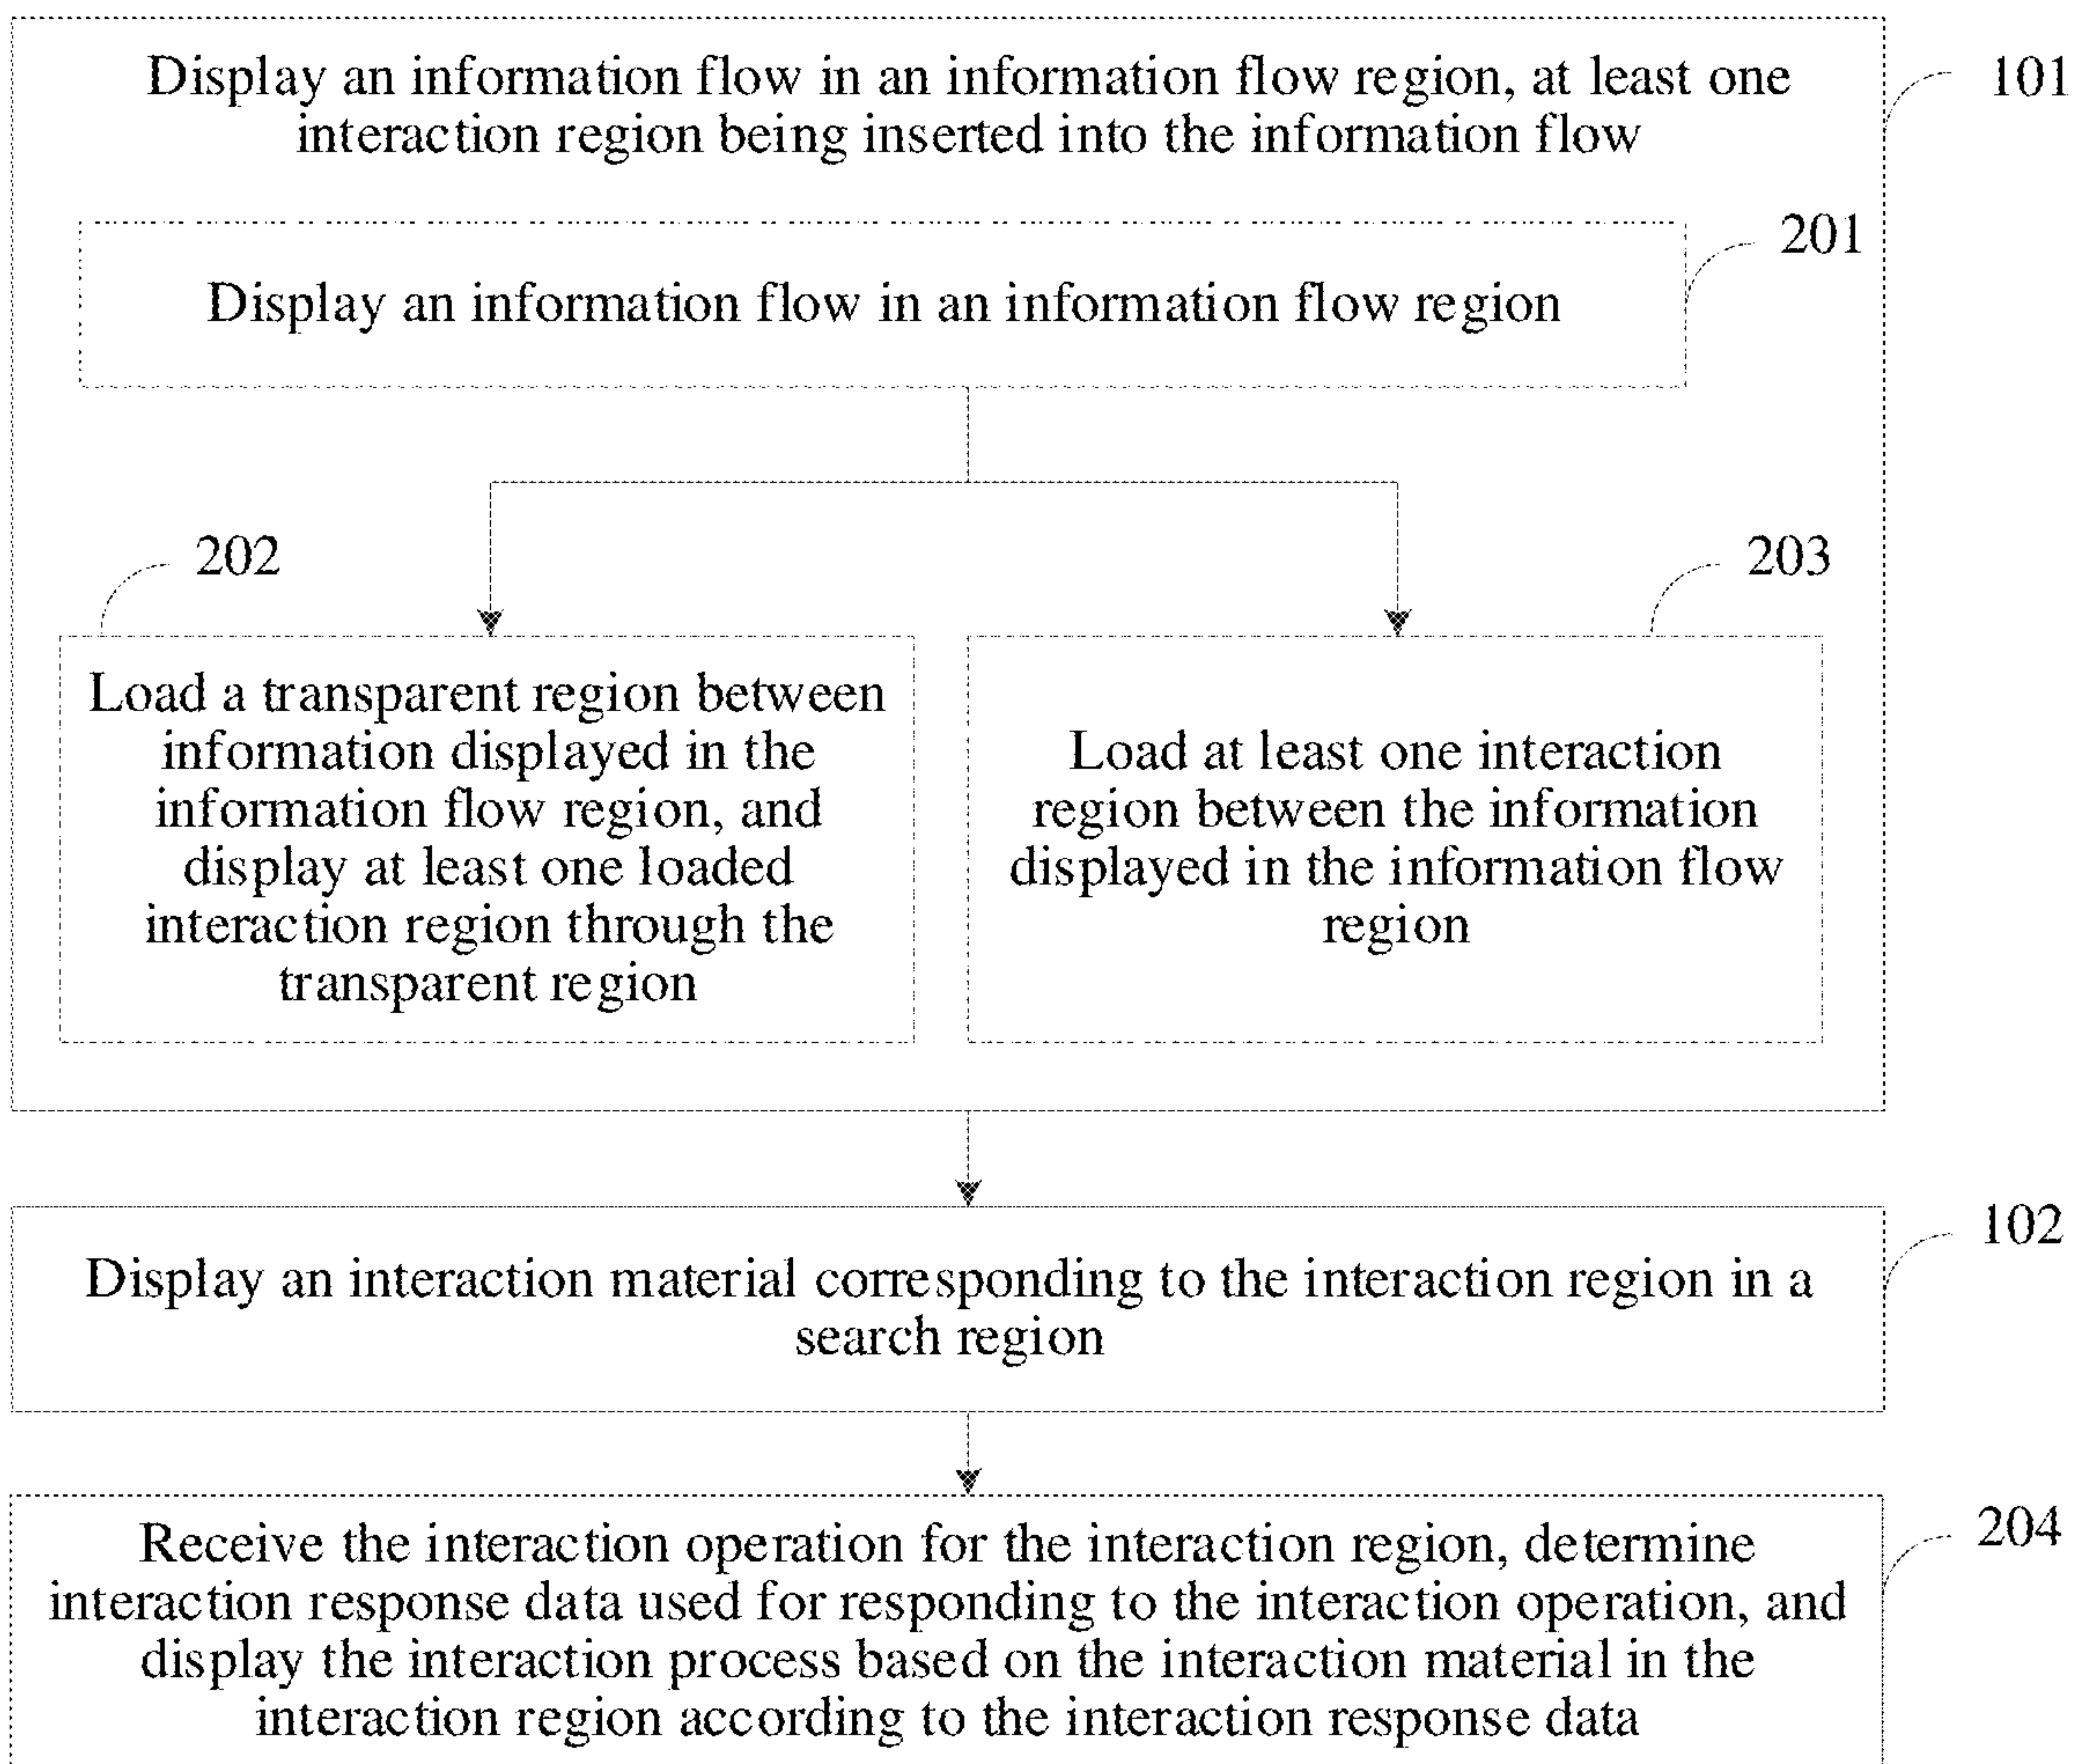 Display an information flow in an information flow region, at least one
interaction region being inserted into the information flow
101
201
Display an information flow in an information flow region
202
203
Load a transparent region between
information displayed in the
information flow region, and
display at least one loaded
interaction region through the
transparent region
Load at least one interaction
region between the information
displayed in the information flow
region
102
Display an interaction material corresponding to the interaction region in a
search region
204
Receive the interaction operation for the interaction region, determine
interaction response data used for responding to the interaction operation, and
display the interaction process based on the interaction material in the
interaction region according to the interaction response data